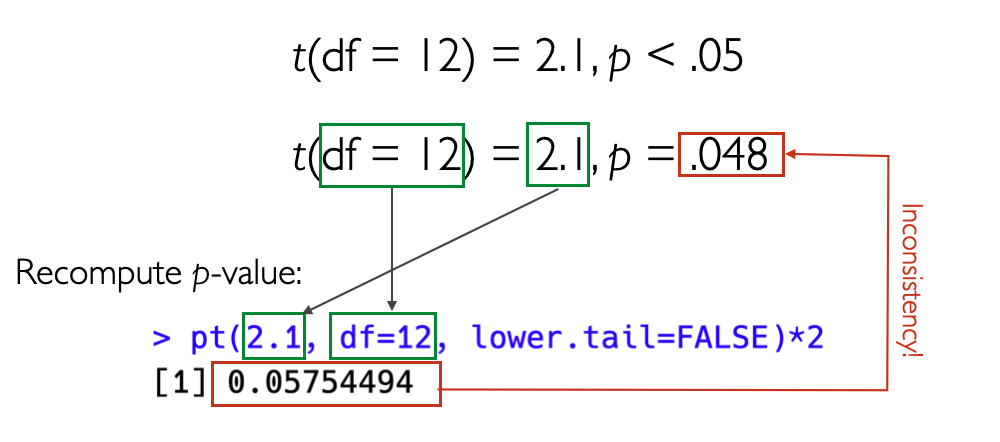 t(df = 12) = 2.1, p < .05
t(df = 12) = 2.1, p = .048
Inconsistency!
Recompute p-value:
> pt(2.1, df=12, lower.tail=FALSE)*2
[1] 0.05754494